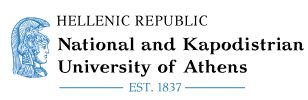 HELLENIC REPUBLIC
National and Kapodistrian
University of Athens
EST. 1837